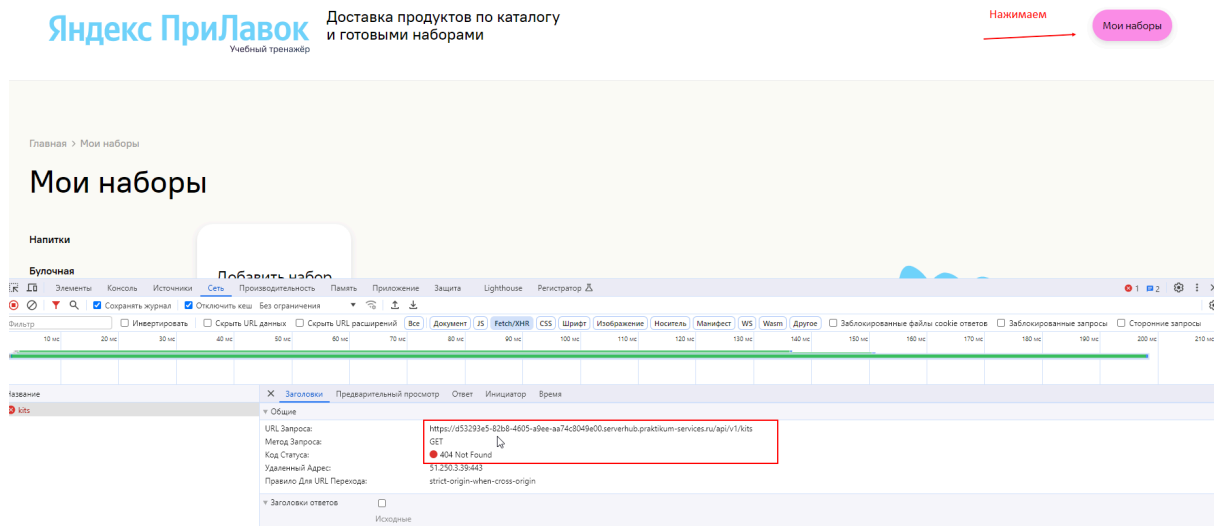 Яндекс ПриЛавок
Учебный тренажёр
Доставка продуктов по каталогу
и готовыми наборами
Нажимаем
Мои наборы
Главная > Мои наборы
Мои наборы
Напитки
Булочная
Добавить набор
Элементы Консоль Источники Сеть Производительность Память Приложение Защита Lighthouse Регистратор 1 2
Сохранять журнал Отключить кеш Без ограничения
Фильтр Инвертировать Скрыть URL данных Скрыть URL расширений Все Документ JS Fetch/XHR CSS Шрифт Изображение Носитель Манифест WS Wasm Другое Заблокированные файлы cookie ответов Заблокированные запросы Сторонние запросы
10 мс 20 мс 30 мс 40 мс 50 мс 60 мс 70 мс 80 мс 90 мс 100 мс 110 мс 120 мс 130 мс 140 мс 150 мс 160 мс 170 мс 180 мс 190 мс 200 мс 210 мс
Название
kits
Заголовки Предварительный просмотр Ответ Инициатор Время
Общие
URL Запроса: https://d53293e5-82b8-4605-a9ee-aa74c8049e00.serverhub.praktikum-services.ru/api/v1/kits
Метод Запроса: GET
Код Статуса: 404 Not Found
Удаленный Адрес: 51.250.3.39:443
Правило Для URL Перехода: strict-origin-when-cross-origin
Заголовки ответов
Исходные